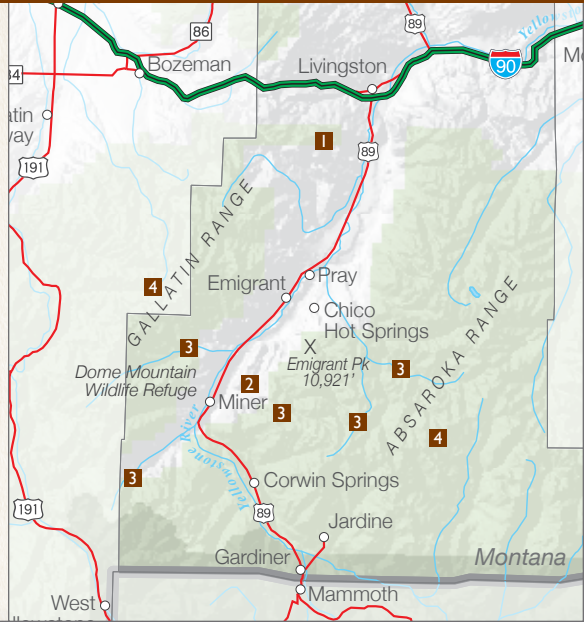 89
86
Yellows
Bozeman
Livingston
90
84
1
191
89
GALLATIN RANGE
Pray
4
Emigrant
Chico
Hot Springs
ABSAROKA RANGE
3
X
Emigrant Pk
10,921’
Dome Mountain
Wildlife Refuge
2
3
Miner
3
3
4
Yellowstone River
3
Corwin Springs
191
89
Jardine
Gardiner
Montana
Mammoth
West